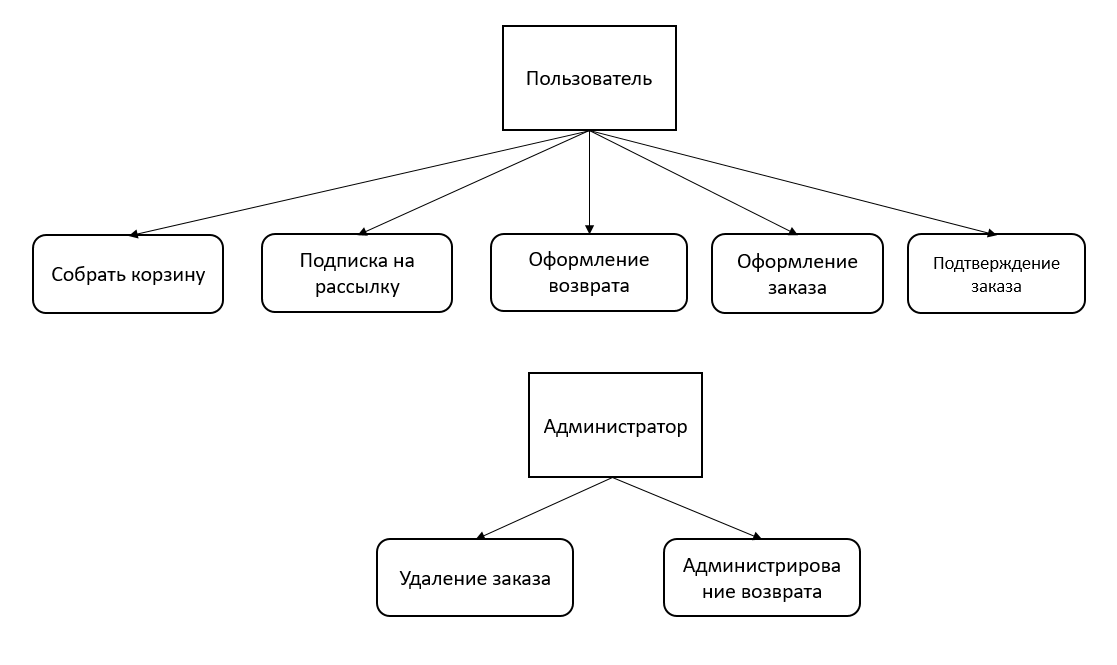 Пользователь
Собрать корзину
Подписка на
рассылку
Оформление
возврата
Оформление
заказа
Подтверждение
заказа
Администратор
Удаление заказа
Администрирова
ние возврата